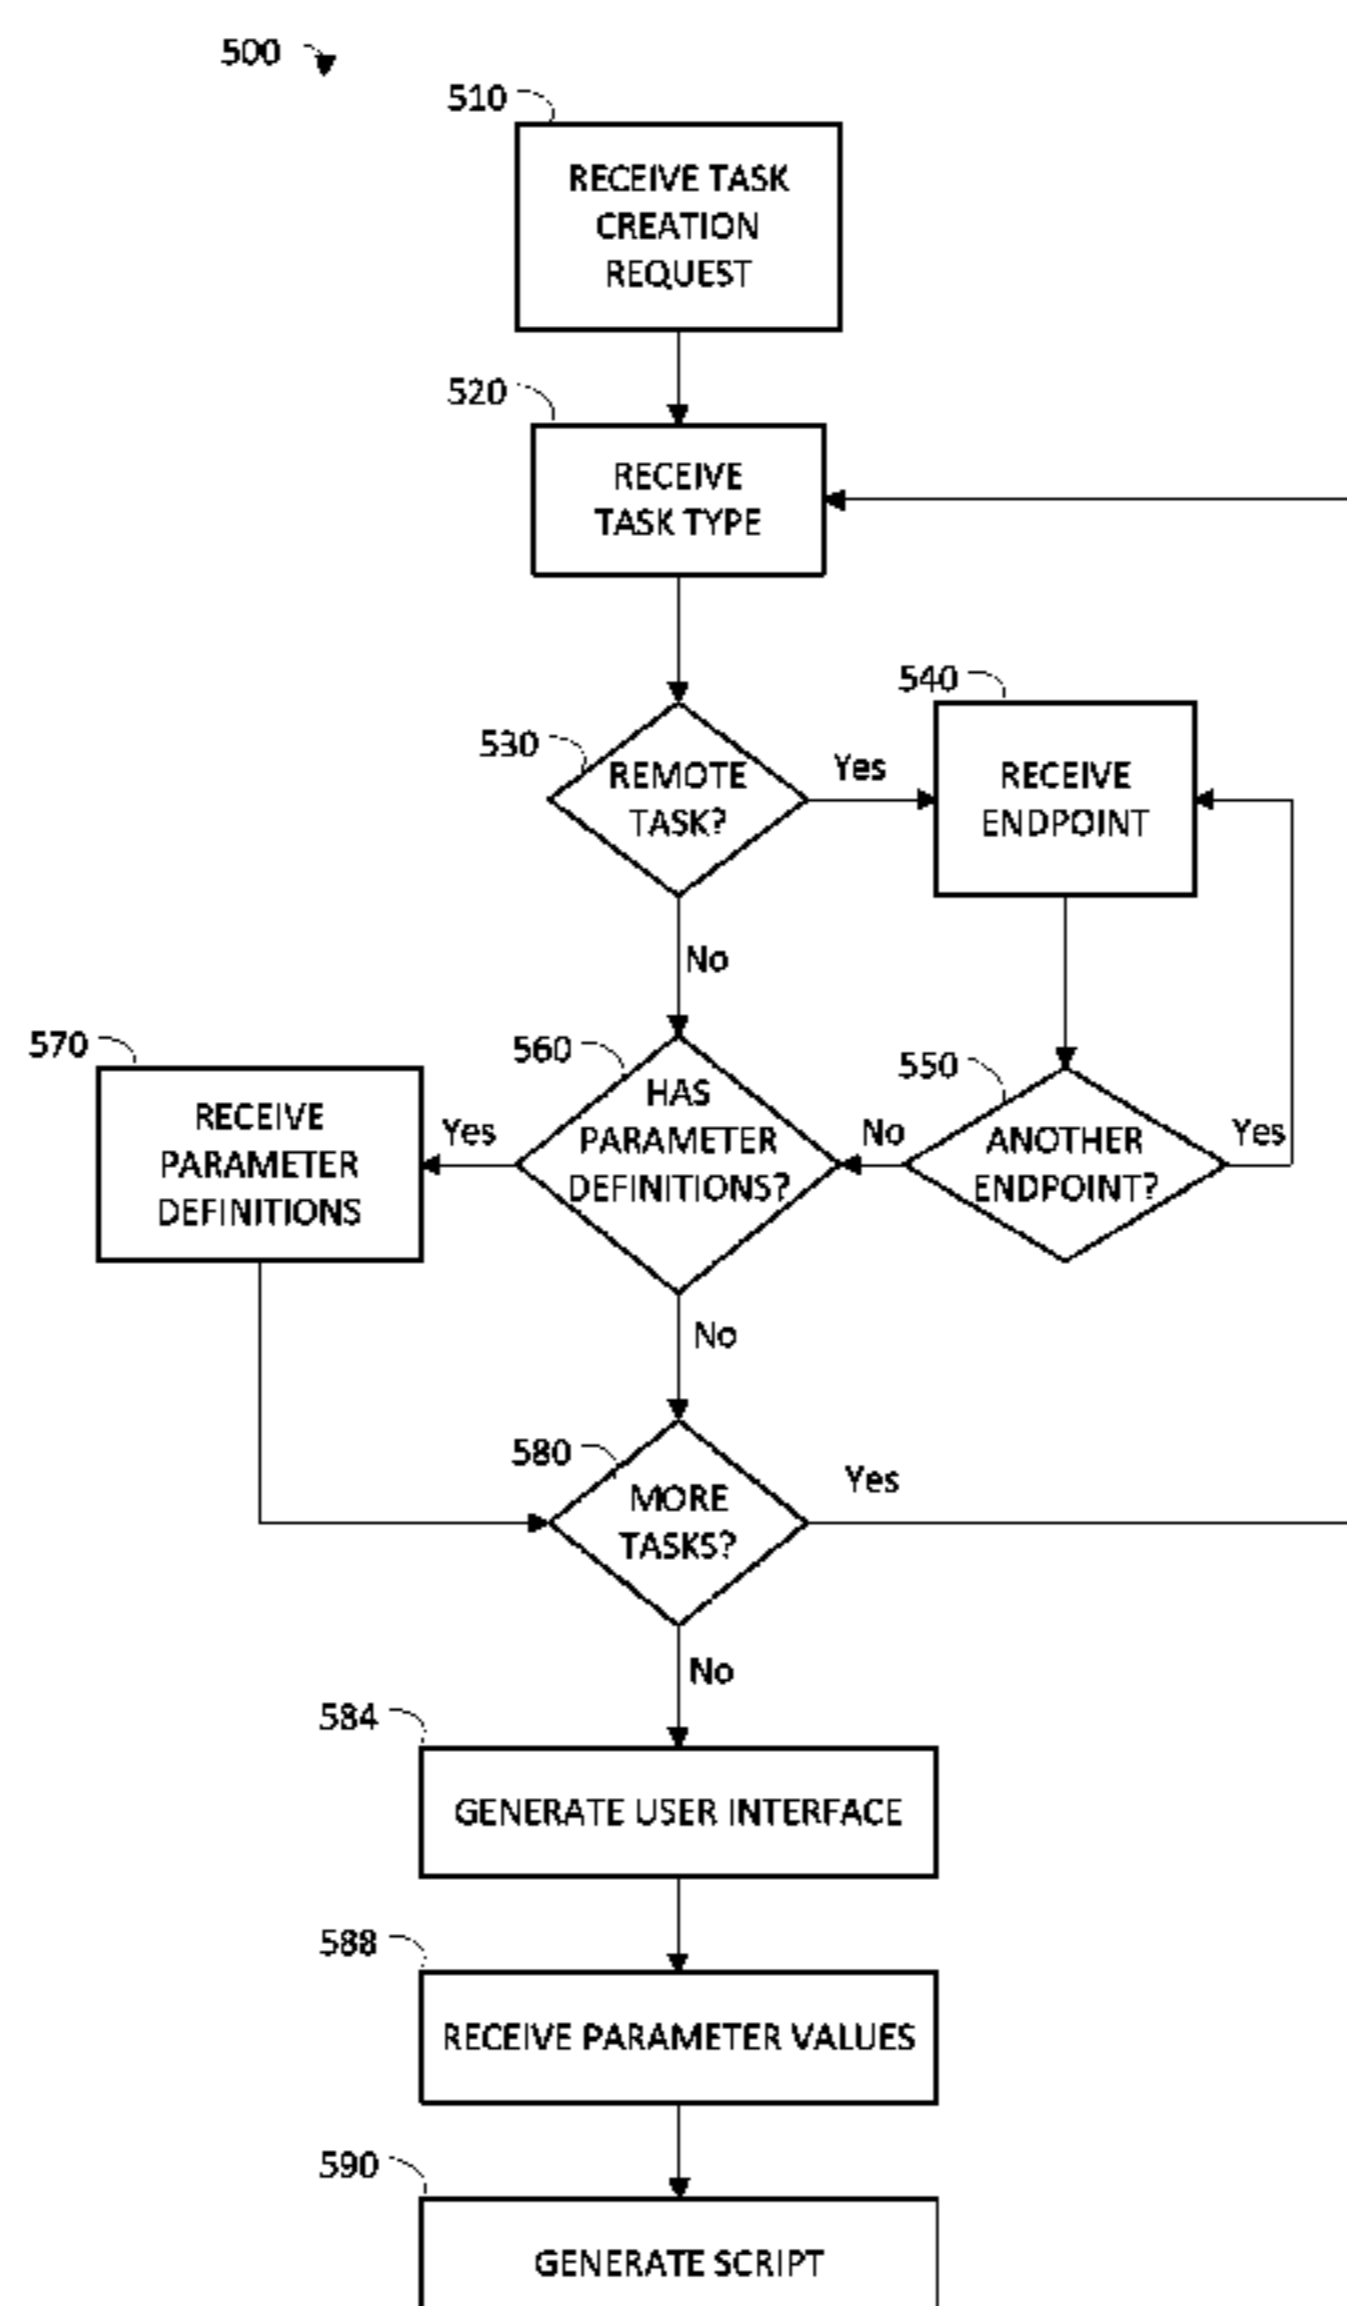 500
510
RECEIVE TASK
CREATION
REQUEST
520
RECEIVE
TASK TYPE
530
REMOTE
TASK?
Yes
540
RECEIVE
ENDPOINT
No
550
ANOTHER
ENDPOINT?
Yes
No
560
HAS
PARAMETER
DEFINITIONS?
Yes
570
RECEIVE
PARAMETER
DEFINITIONS
No
580
MORE
TASKS?
Yes
No
584
GENERATE USER INTERFACE
588
RECEIVE PARAMETER VALUES
590
GENERATE SCRIPT